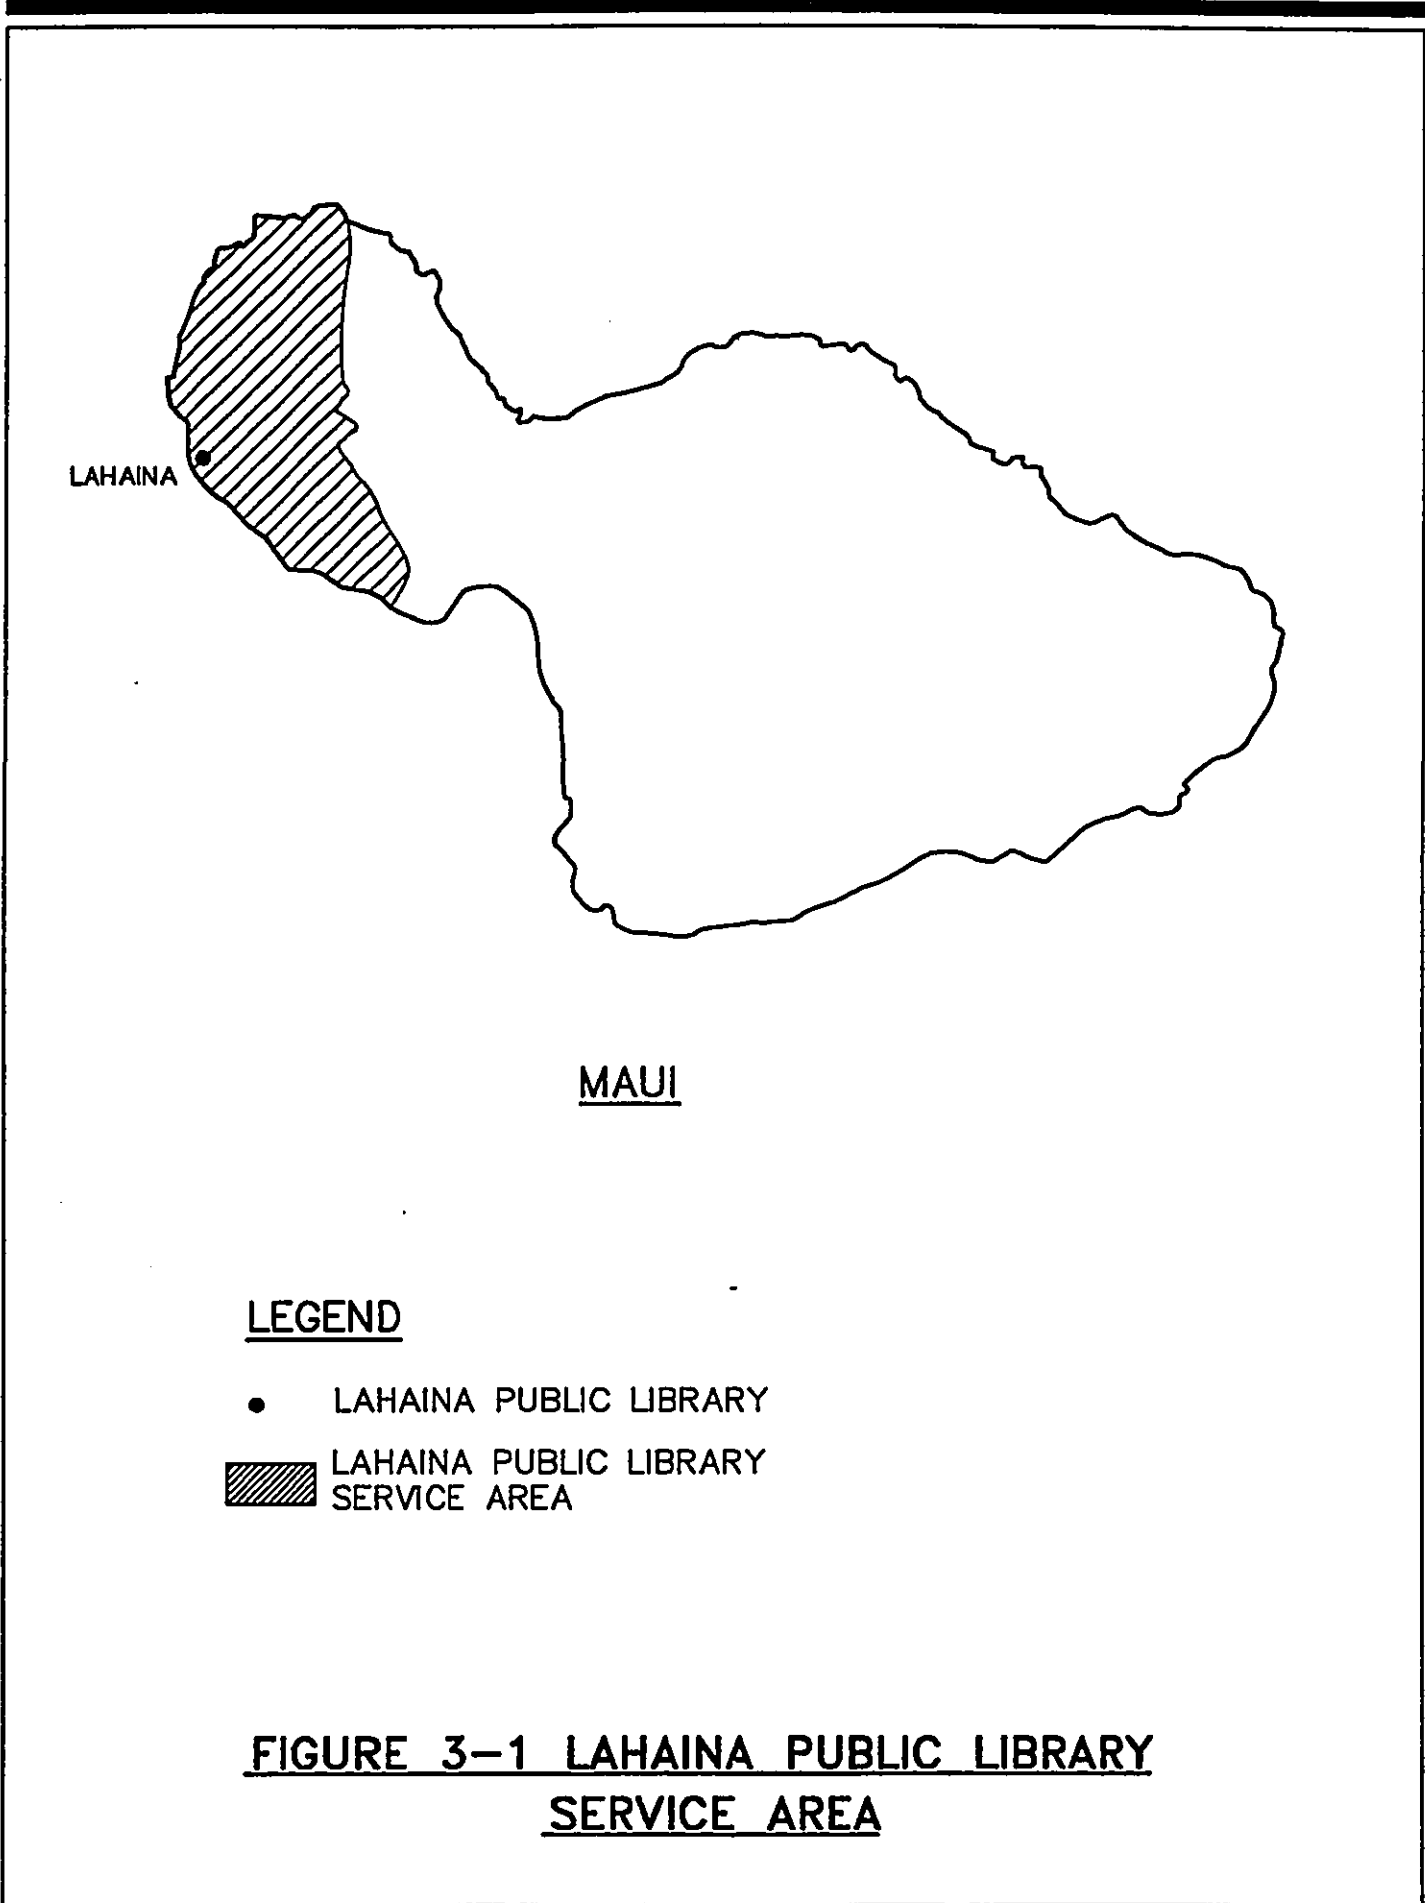 LAHAINA
MAUI
LEGEND
LAHAINA PUBLIC LIBRARY
LAHAINA PUBLIC LIBRARY
SERVICE AREA
FIGURE 3-1 LAHAINA PUBLIC LIBRARY
SERVICE AREA